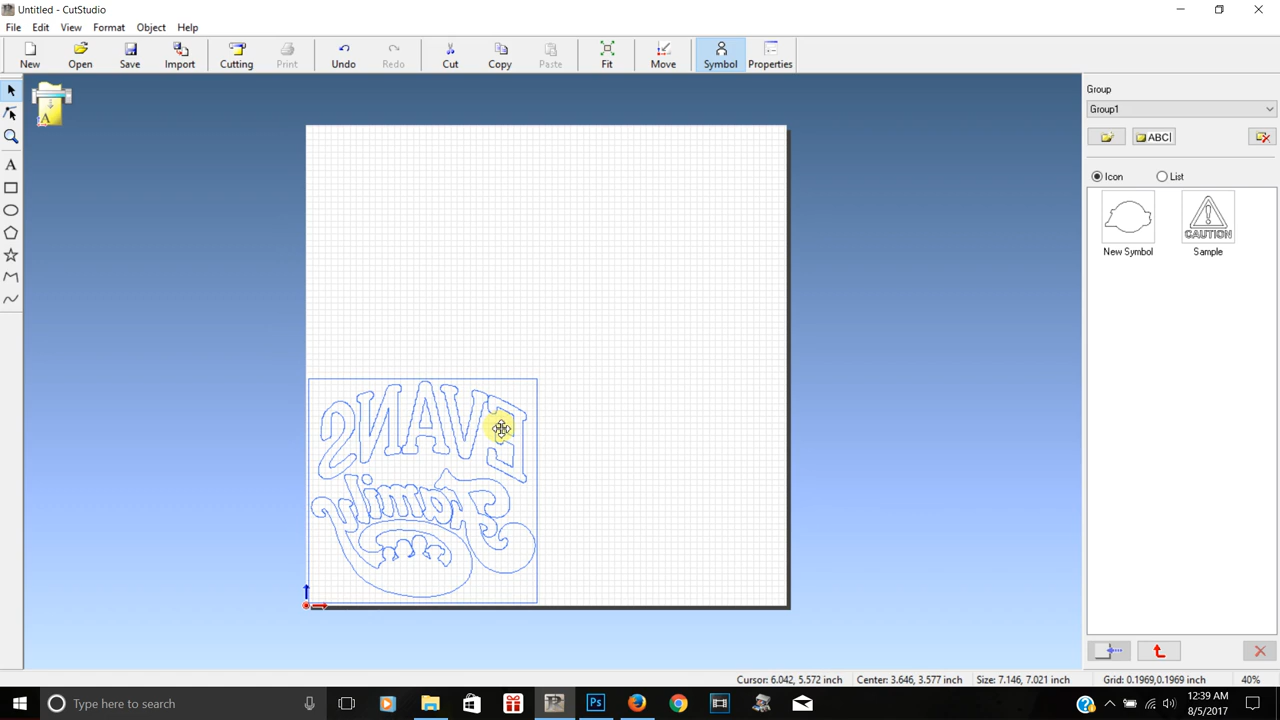 Untitled - CutStudio
File Edit View Format Object Help
New Open Save Import Cutting Print Undo Redo Cut Copy Paste Fit Move Symbol Properties
A
A
Group
Group1
ABC
Icon List
New Symbol
CAUTION
Sample
EVANS
Family
Cursor: 6.042, 5.572 inch Center: 3.646, 3.577 inch Size: 7.146, 7.021 inch Grid: 0.1969,0.1969 inch 40%
Type here to search
Ps
12:39 AM
8/5/2017